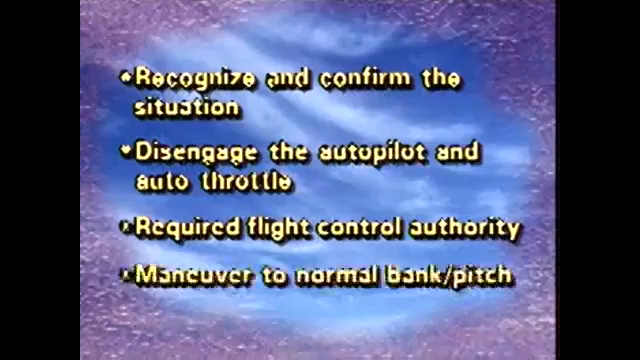 *Recognize and confirm the
situation
*Disengage the autopilot and
auto throttle
*Required flight control authority
*Maneuver to normal bank/pitch